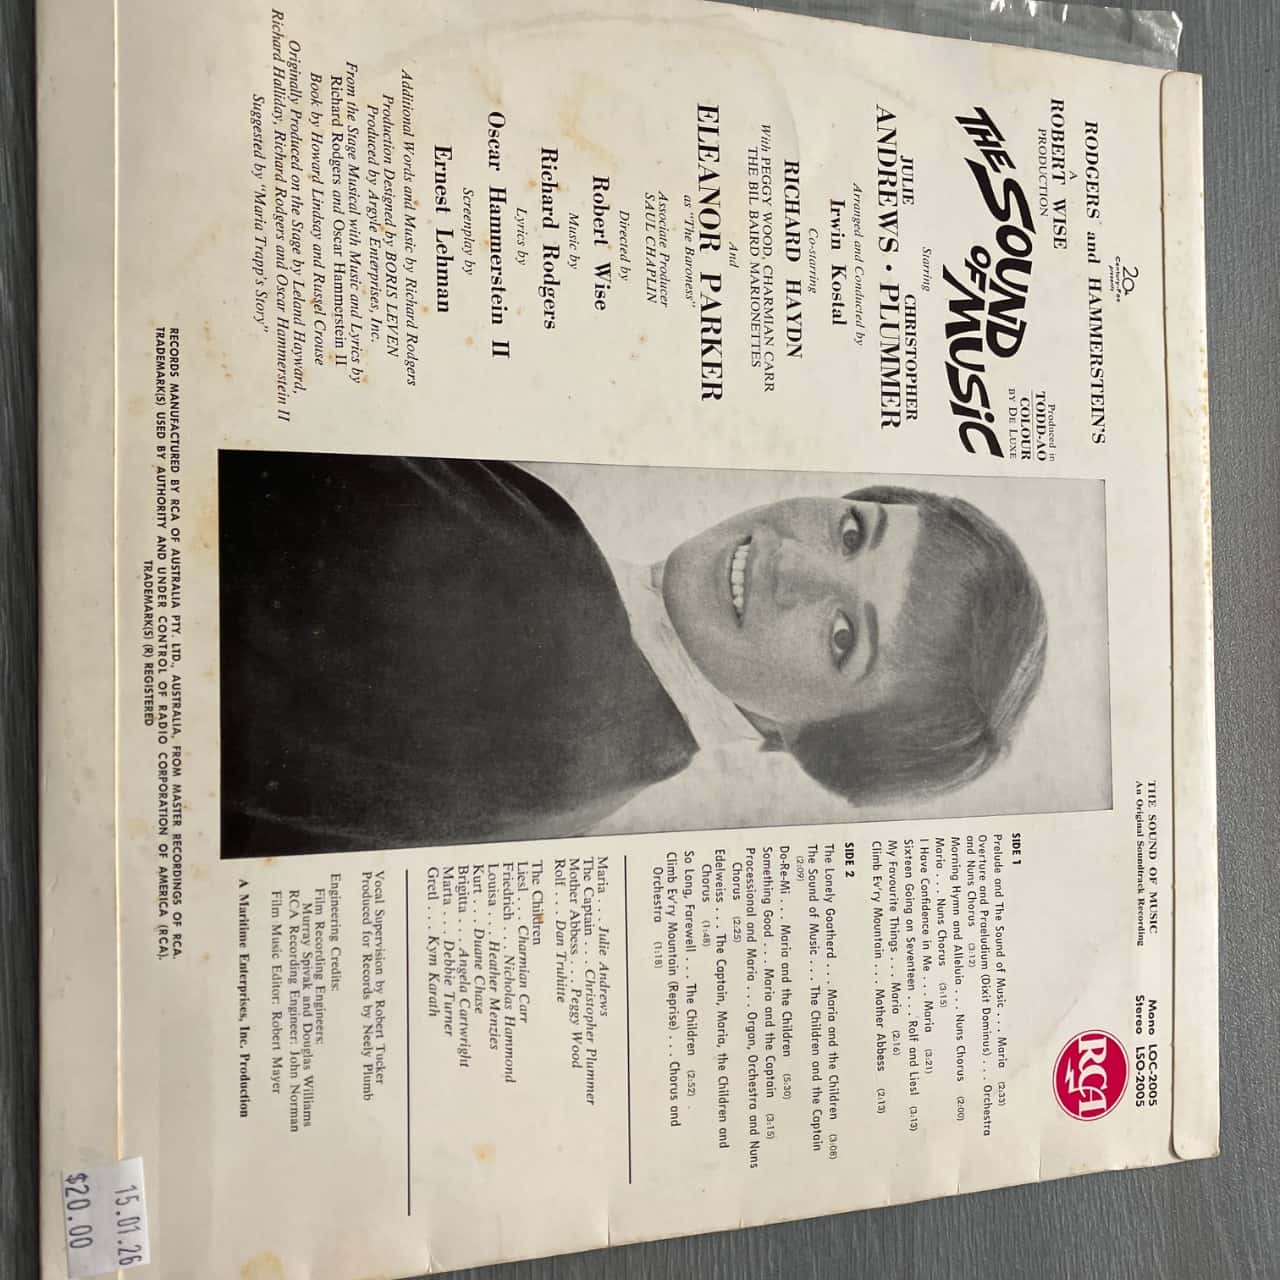 20th
Century-Fox
presents
RODGERS and HAMMERSTEIN'S
A
ROBERT WISE
PRODUCTION
Produced in
TODD-AO
COLOUR
BY DE LUXE
THE SOUND
OF MUSIC
Starring
JULIE CHRISTOPHER
ANDREWS • PLUMMER
Arranged and Conducted by
Irwin Kostal
Co-starring
RICHARD HAYDN
With PEGGY WOOD, CHARMIAN CARR
THE BIL BAIRD MARIONETTES
And
ELEANOR PARKER
as "The Baroness"
Associate Producer
SAUL CHAPLIN
Directed by
Robert Wise
Music by
Richard Rodgers
Lyrics by
Oscar Hammerstein II
Screenplay by
Ernest Lehman
Additional Words and Music by Richard Rodgers
Production Designed by BORIS LEVEN
Produced by Argyle Enterprises, Inc.
From the Stage Musical with Music and Lyrics by
Richard Rodgers and Oscar Hammerstein II
Book by Howard Lindsay and Russel Crouse
Originally Produced on the Stage by Leland Hayward,
Richard Halliday, Richard Rodgers and Oscar Hammerstein II
Suggested by "Maria Trapp's Story"
THE SOUND OF MUSIC
An Original Soundtrack Recording
Mono LOC-2005
Stereo LSO-2005
RCA
SIDE 1
Prelude and The Sound of Music . . . Maria (2:33)
Overture and Preludium (Dixit Dominus) . . . Orchestra
and Nuns Chorus (3:12)
Morning Hymn and Alleluia . . . Nuns Chorus (2:00)
Maria . . . Nuns Chorus (3:15)
I Have Confidence in Me . . . Maria (3:21)
Sixteen Going on Seventeen . . . Rolf and Liesl (3:13)
My Favourite Things . . . Maria (2:16)
Climb Ev'ry Mountain . . . Mother Abbess (2:13)
SIDE 2
The Lonely Goatherd . . . Maria and the Children (3:08)
The Sound of Music . . . The Children and the Captain
(2:09)
Do-Re-Mi . . . Maria and the Children (5:30)
Something Good . . . Maria and the Captain (3:15)
Processional and Maria . . . Organ, Orchestra and Nuns
Chorus (2:25)
Edelweiss . . . The Captain, Maria, the Children and
Chorus (1:48)
So Long, Farewell . . . The Children (2:52)
Climb Ev'ry Mountain (Reprise) . . . Chorus and
Orchestra (1:18)
Maria . . . Julie Andrews
The Captain . . . Christopher Plummer
Mother Abbess . . . Peggy Wood
Rolf . . . Dan Truhitte
The Children
Liesl . . . Charmian Carr
Friedrich . . . Nicholas Hammond
Louisa . . . Heather Menzies
Kurt . . . Duane Chase
Brigitta . . . Angela Cartwright
Marta . . . Debbie Turner
Gretl . . . Kym Karath
Vocal Supervision by Robert Tucker
Produced for Records by Neely Plumb
Engineering Credits:
Film Recording Engineers:
Murray Spivak and Douglas Williams
RCA Recording Engineer: John Norman
Film Music Editor: Robert Mayer
A Maritime Enterprises, Inc. Production
RECORDS MANUFACTURED BY RCA OF AUSTRALIA PTY. LTD., AUSTRALIA, FROM MASTER RECORDINGS OF RCA.
TRADEMARK(S) USED BY AUTHORITY AND UNDER CONTROL OF RADIO CORPORATION OF AMERICA (RCA).
TRADEMARK(S) (R) REGISTERED
15.01.26
$20.00